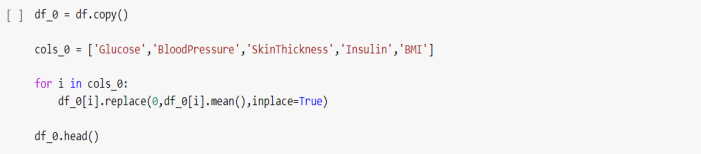 [ ] df_0 = df.copy()
cols_0 = ['Glucose','BloodPressure','SkinThickness','Insulin','BMI']
for i in cols_0:
df_0[i].replace(0,df_0[i].mean(),inplace=True)
df_0.head()